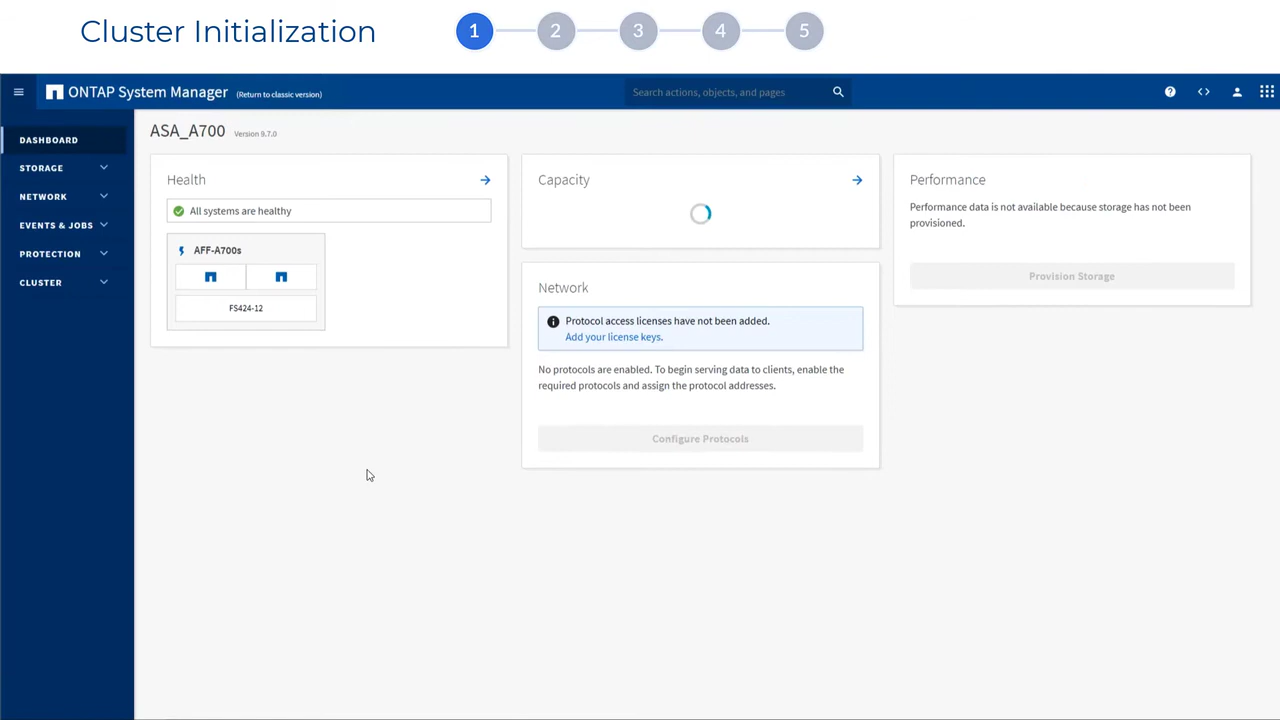 Cluster Initialization
1 2 3 4 5
ONTAP System Manager (Return to classic version)
Search actions, objects, and pages
DASHBOARD
STORAGE
NETWORK
EVENTS & JOBS
PROTECTION
CLUSTER
ASA_A700 Version 9.7.0
Health
All systems are healthy
AFF-A700s
FS424-12
Capacity
Network
Protocol access licenses have not been added.
Add your license keys.
No protocols are enabled. To begin serving data to clients, enable the
required protocols and assign the protocol addresses.
Configure Protocols
Performance
Performance data is not available because storage has not been
provisioned.
Provision Storage